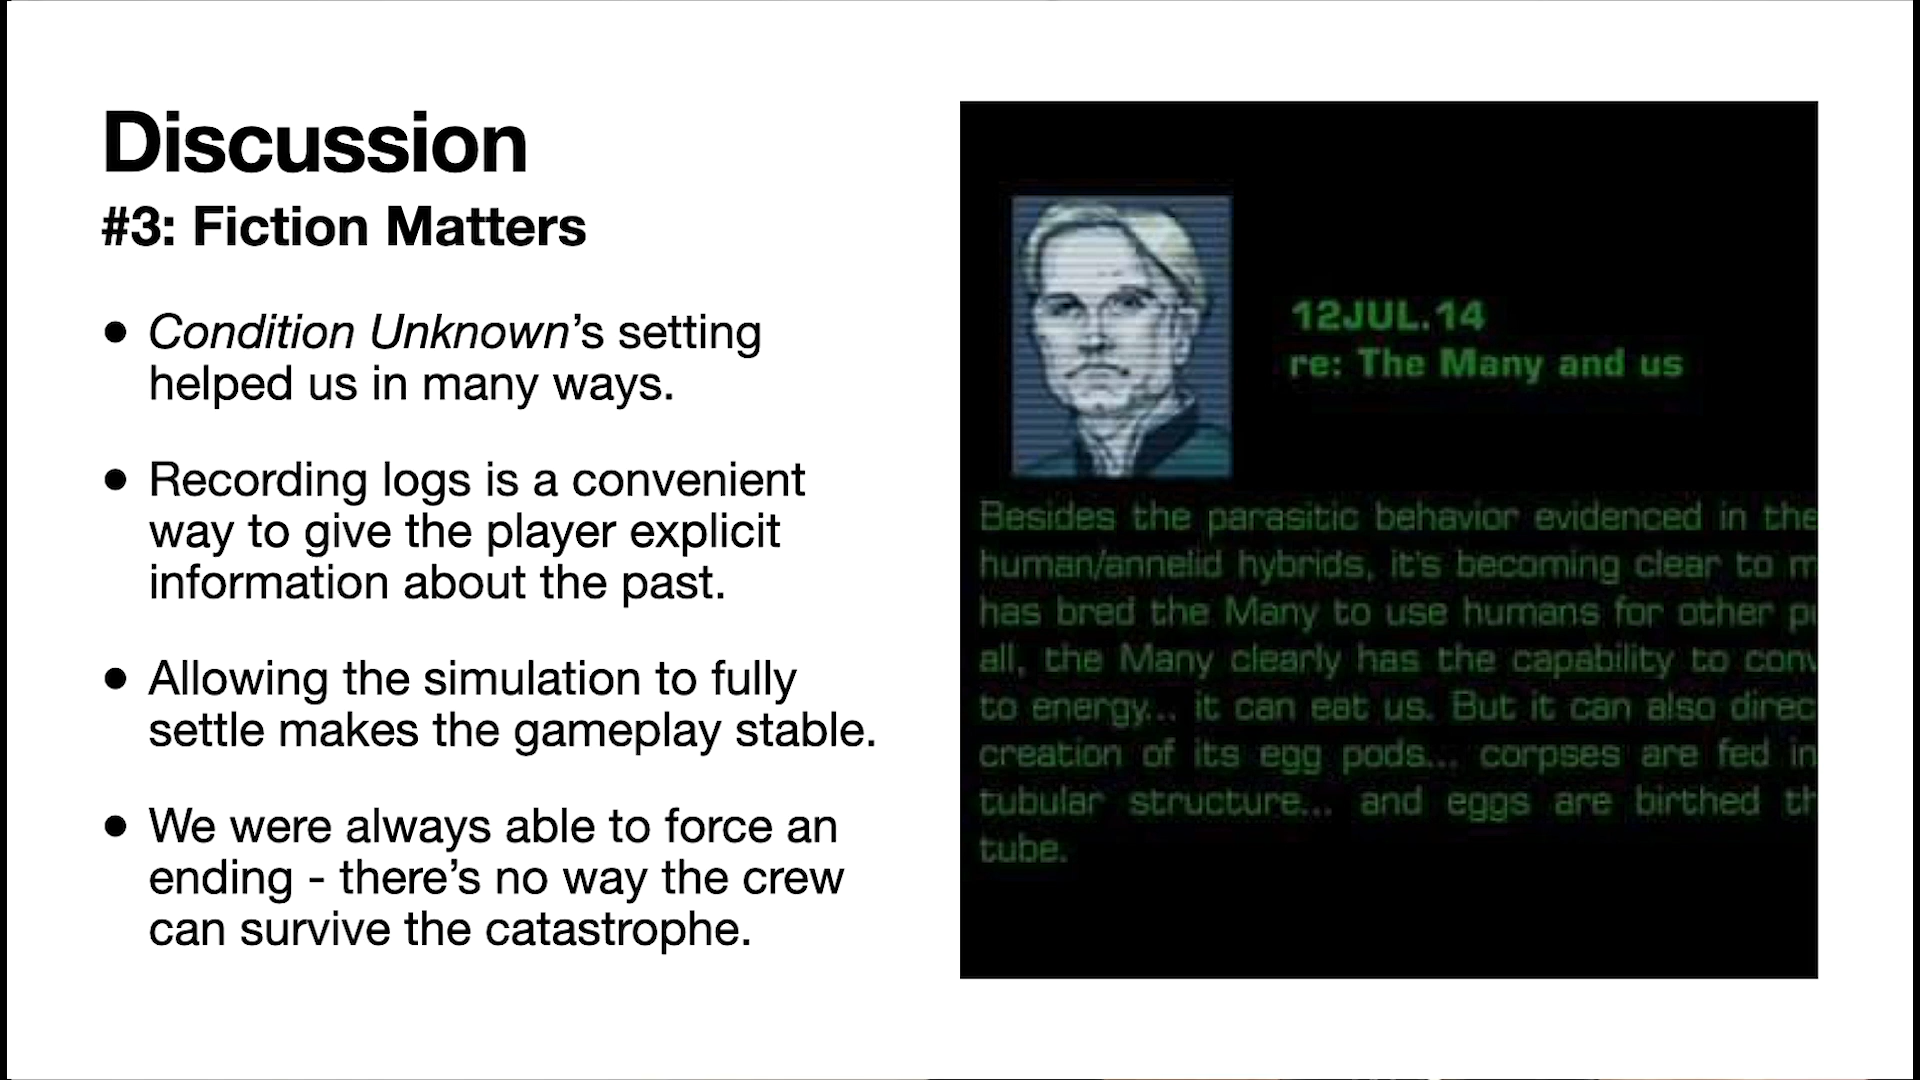 Discussion
#3: Fiction Matters
• Condition Unknown’s setting
helped us in many ways.
• Recording logs is a convenient
way to give the player explicit
information about the past.
• Allowing the simulation to fully
settle makes the gameplay stable.
• We were always able to force an
ending - there’s no way the crew
can survive the catastrophe.
12JUL.14
re: The Many and us
Besides the parasitic behavior evidenced in the
human/annelid hybrids, it's becoming clear to
has bred the Many to use humans for other
all, the Many clearly has the capability to
to energy... it can eat us. But it can also
creation of its egg pods... corpses are fed
tubular structure... and eggs are birthed
tube.